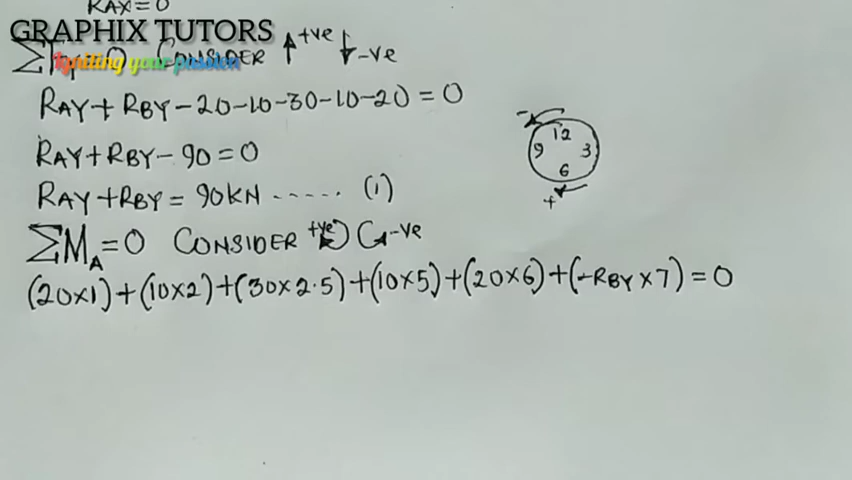 RAX=0
GRAPHIX TUTORS
Igniting your passion
ΣFy=0 CONSIDER ↑+ve ↓-ve
RAY+RBY-20-10-30-10-20=0
RAY+RBY-90=0
RAY+RBY=90KN ----- (1)
- 12 9 3 6 +
ΣMA=0 CONSIDER +ve -ve
(20×1)+(10×2)+(30×2.5)+(10×5)+(20×6)+(-RBY×7)=0